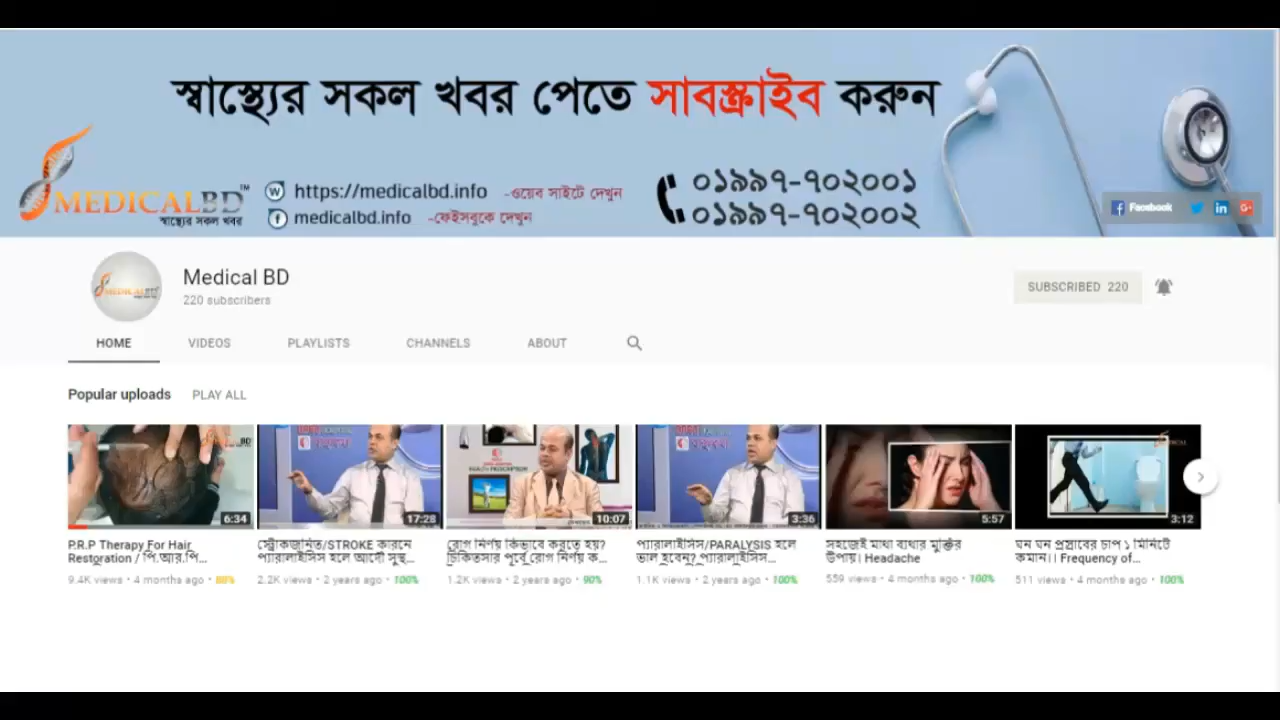 স্বাস্থ্যের সকল খবর পেতে সাবস্ক্রাইব করুন
MEDICALBD™
স্বাস্থ্যের সকল খবর
https://medicalbd.info -ওয়েব সাইটে দেখুন
medicalbd.info -ফেইসবুকে দেখুন
০১৯৯৭-৭০২০০১
০১৯৯৭-৭০২০০২
Facebook
Medical BD
220 subscribers
SUBSCRIBED 220
HOME VIDEOS PLAYLISTS CHANNELS ABOUT
Popular uploads PLAY ALL
6:34
17:28
10:07
3:36
5:57
3:12
P.R.P Therapy For Hair
Restoration / পি.আর.পি...
9.4K views • 4 months ago • 88%
স্ট্রোকজনিত/STROKE কারনে
প্যারালাইসিস হলে আদৌ সুস্থ...
2.2K views • 2 years ago • 100%
রোগ নির্ণয় কিভাবে করতে হয়?
চিকিতসার পূর্বে রোগ নির্ণয় ক...
1.2K views • 2 years ago • 90%
প্যারালাইসিস/PARALYSIS হলে
ভাল হবেন? প্যারালাইসিস...
1.1K views • 2 years ago • 100%
সহজেই মাথা ব্যথার মুক্তির
উপায়। Headache
559 views • 4 months ago • 100%
ঘন ঘন প্রস্রাবের চাপ ১ মিনিটে
কমান।। Frequency of...
511 views • 4 months ago • 100%